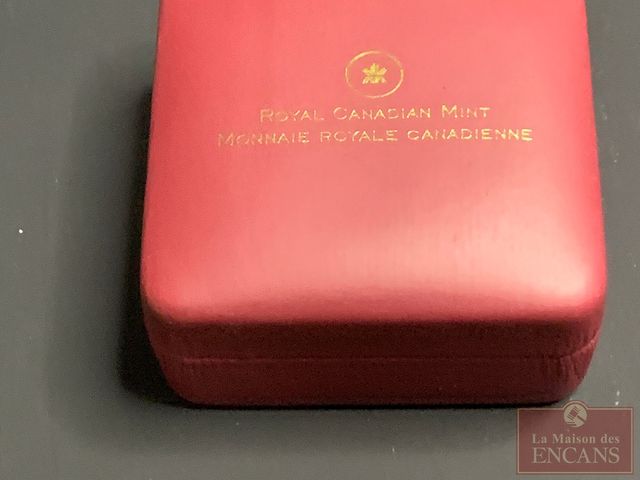 ROYAL CANADIAN MINT
MONNAIE ROYALE CANADIENNE
La Maison des
ENCANS